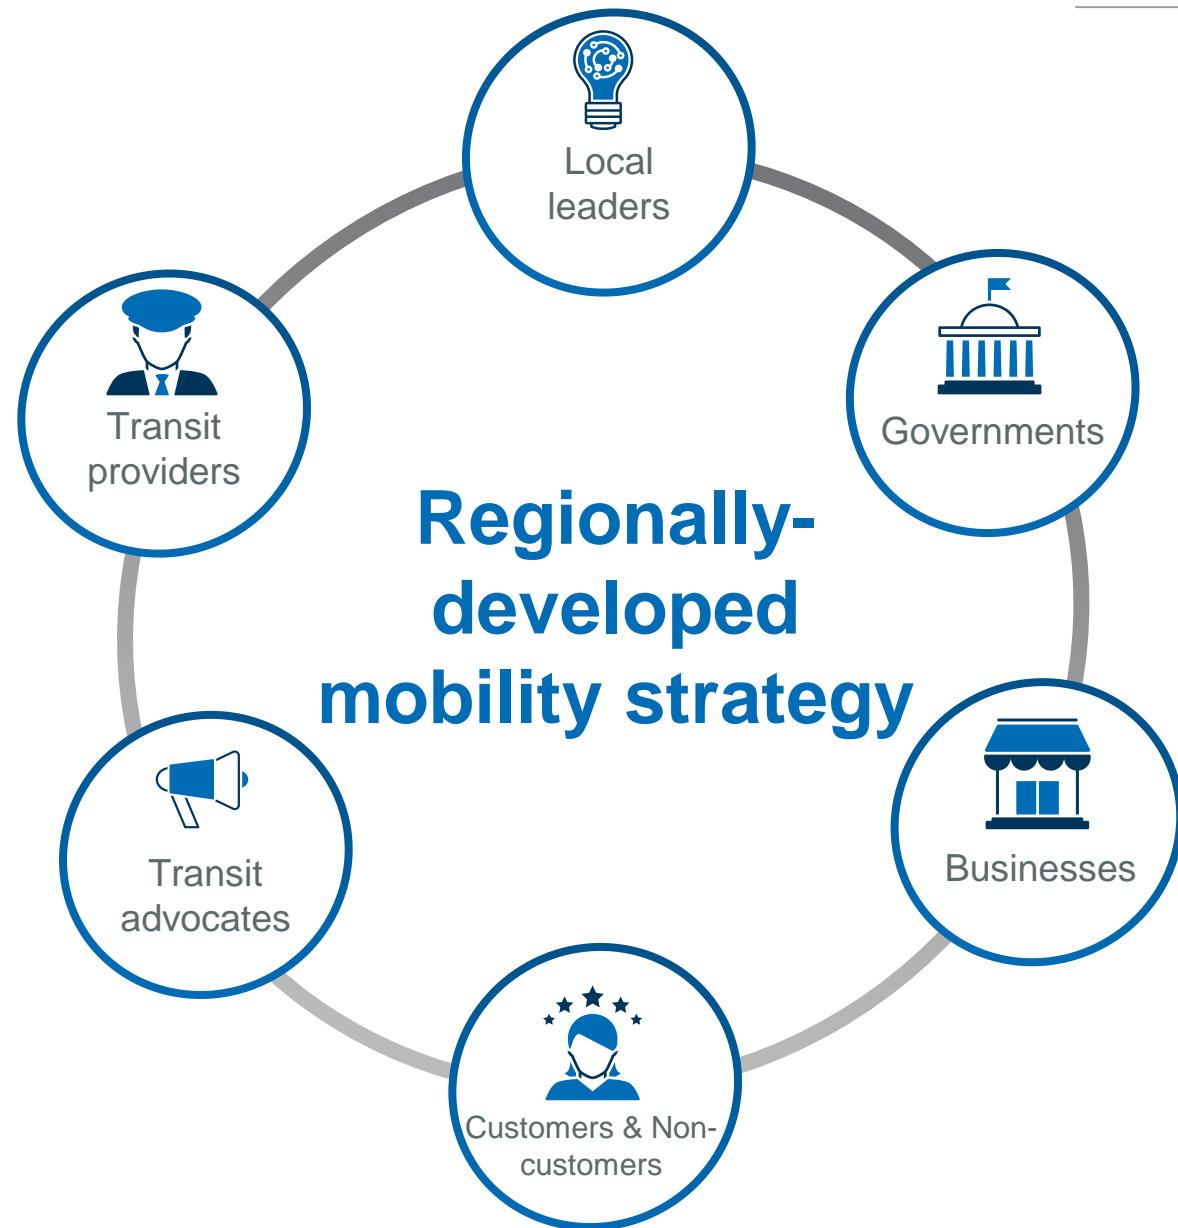 Local
leaders
Governments
Businesses
Customers & Non-
customers
Transit
advocates
Transit
providers
Regionally-
developed
mobility strategy